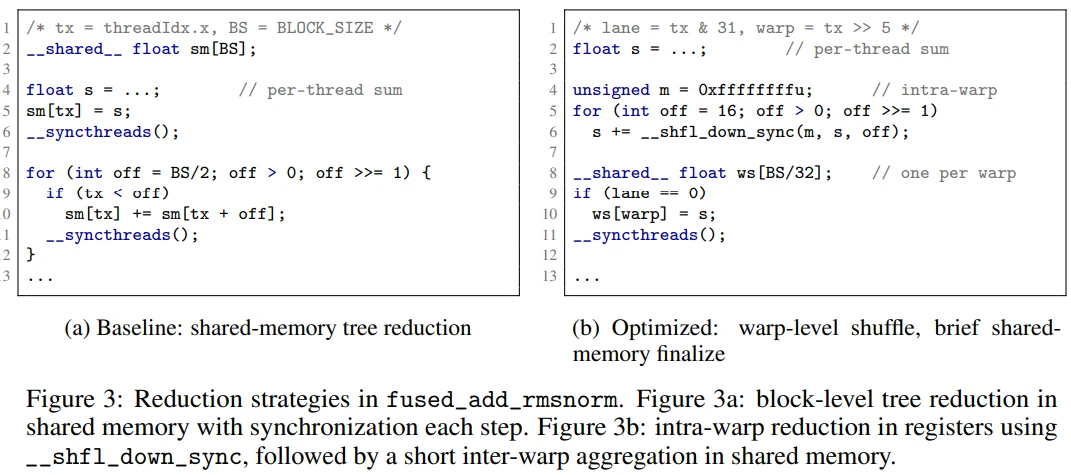 1 /* tx = threadIdx.x, BS = BLOCK_SIZE */
2 __shared__ float sm[BS];
3
4 float s = ...; // per-thread sum
5 sm[tx] = s;
6 __syncthreads();
7
8 for (int off = BS/2; off > 0; off >>= 1) {
9 if (tx < off)
0 sm[tx] += sm[tx + off];
1 __syncthreads();
2 }
3 ...
(a) Baseline: shared-memory tree reduction
1 /* lane = tx & 31, warp = tx >> 5 */
2 float s = ...; // per-thread sum
3
4 unsigned m = 0xffffffffu; // intra-warp
5 for (int off = 16; off > 0; off >>= 1)
6 s += __shfl_down_sync(m, s, off);
7
8 __shared__ float ws[BS/32]; // one per warp
9 if (lane == 0)
10 ws[warp] = s;
11 __syncthreads();
12
13 ...
(b) Optimized: warp-level shuffle, brief shared-
memory finalize
Figure 3: Reduction strategies in fused_add_rmsnorm. Figure 3a: block-level tree reduction in
shared memory with synchronization each step. Figure 3b: intra-warp reduction in registers using
__shfl_down_sync, followed by a short inter-warp aggregation in shared memory.